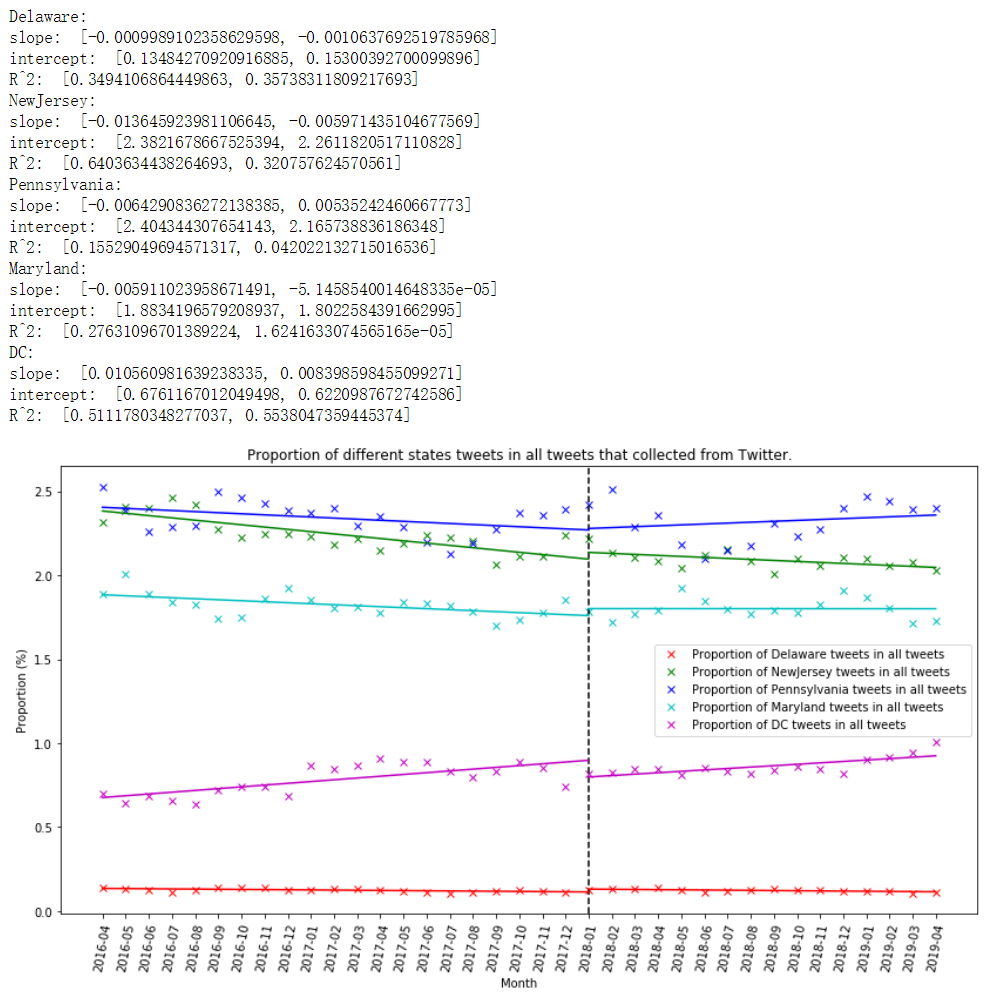 Delaware:
slope:  [-0.0009989102358629598, -0.0010637692519785968]
intercept:  [0.13484270920916885, 0.15300392700099896]
R^2:  [0.3494106864449863, 0.35738311809217693]
NewJersey:
slope:  [-0.013645923981106645, -0.005971435104677569]
intercept:  [2.3821678667525394, 2.2611820517110828]
R^2:  [0.6403634438264693, 0.320757624570561]
Pennsylvania:
slope:  [-0.0064290836272138385, 0.00535242460667773]
intercept:  [2.404344307654143, 2.165738836186348]
R^2:  [0.15529049694571317, 0.042022132715016536]
Maryland:
slope:  [-0.005911023958671491, -5.1458540014648335e-05]
intercept:  [1.8834196579208937, 1.8022584391662995]
R^2:  [0.27631096701389224, 1.6241633074565165e-05]
DC:
slope:  [0.010560981639238335, 0.008398598455099271]
intercept:  [0.6761167012049498, 0.6220987672742586]
R^2:  [0.5111780348277037, 0.5538047359445374]
Proportion of different states tweets in all tweets that collected from Twitter.
Proportion (%)
2.5
2.0
1.5
1.0
0.5
0.0
Proportion of Delaware tweets in all tweets
Proportion of NewJersey tweets in all tweets
Proportion of Pennsylvania tweets in all tweets
Proportion of Maryland tweets in all tweets
Proportion of DC tweets in all tweets
2016-04
2016-05
2016-06
2016-07
2016-08
2016-09
2016-10
2016-11
2016-12
2017-01
2017-02
2017-03
2017-04
2017-05
2017-06
2017-07
2017-08
2017-09
2017-10
2017-11
2017-12
2018-01
2018-02
2018-03
2018-04
2018-05
2018-06
2018-07
2018-08
2018-09
2018-10
2018-11
2018-12
2019-01
2019-02
2019-03
2019-04
Month